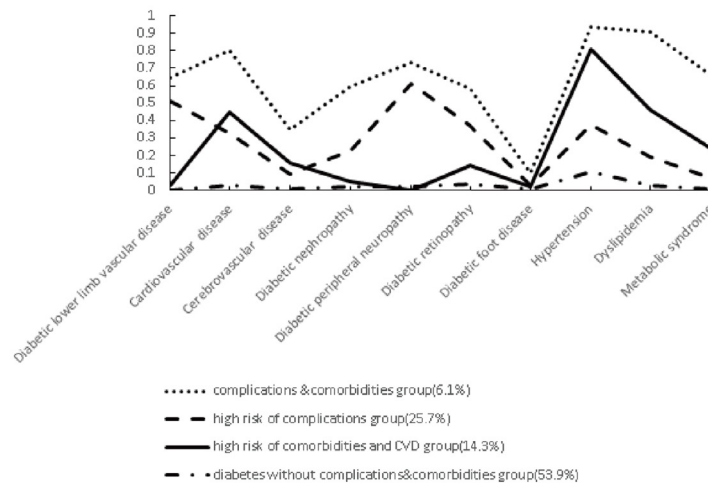 1
0.9
0.8
0.7
0.6
0.5
0.4
0.3
0.2
0.1
0
Diabetic lower limb vascular disease
Cardiovascular disease
Cerebrovascular disease
Diabetic nephropathy
Diabetic peripheral neuropathy
Diabetic retinopathy
Diabetic foot disease
Hypertension
Dyslipidemia
Metabolic syndrome
complications &comorbidities group(6.1%)
high risk of complications group(25.7%)
high risk of comorbidities and CVD group(14.3%)
diabetes without complications&comorbidities group(53.9%)